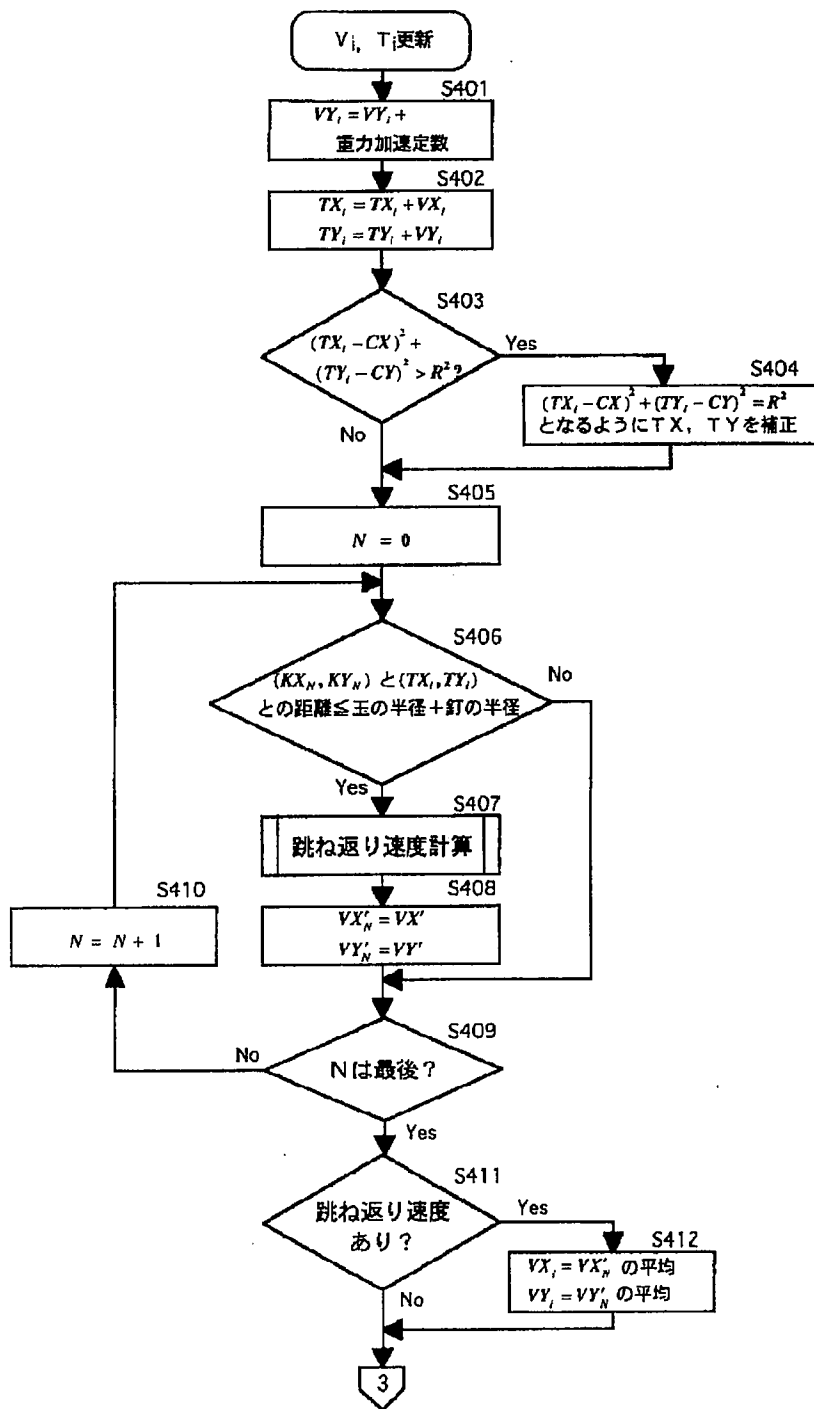 Vi, Ti更新
S401
VYi = VYi +
重力加速定数
S402
TXi = TXi + VXi
TYi = TYi + VYi
S403
(TXi − CX)² +
(TYi − CY)² > R²?
Yes
No
S404
(TXi − CX)² + (TYi − CY)² = R²
となるようにTX, TYを補正
S405
N = 0
S406
(KX_N, KY_N) と (TXi, TYi)
との距離≦玉の半径+釘の半径
No
Yes
S407
跳ね返り速度計算
S408
VX'_N = VX'
VY'_N = VY'
S410
N = N + 1
S409
Nは最後?
No
Yes
S411
跳ね返り速度
あり?
Yes
No
S412
VXi = VX'_N の平均
VYi = VY'_N の平均
3